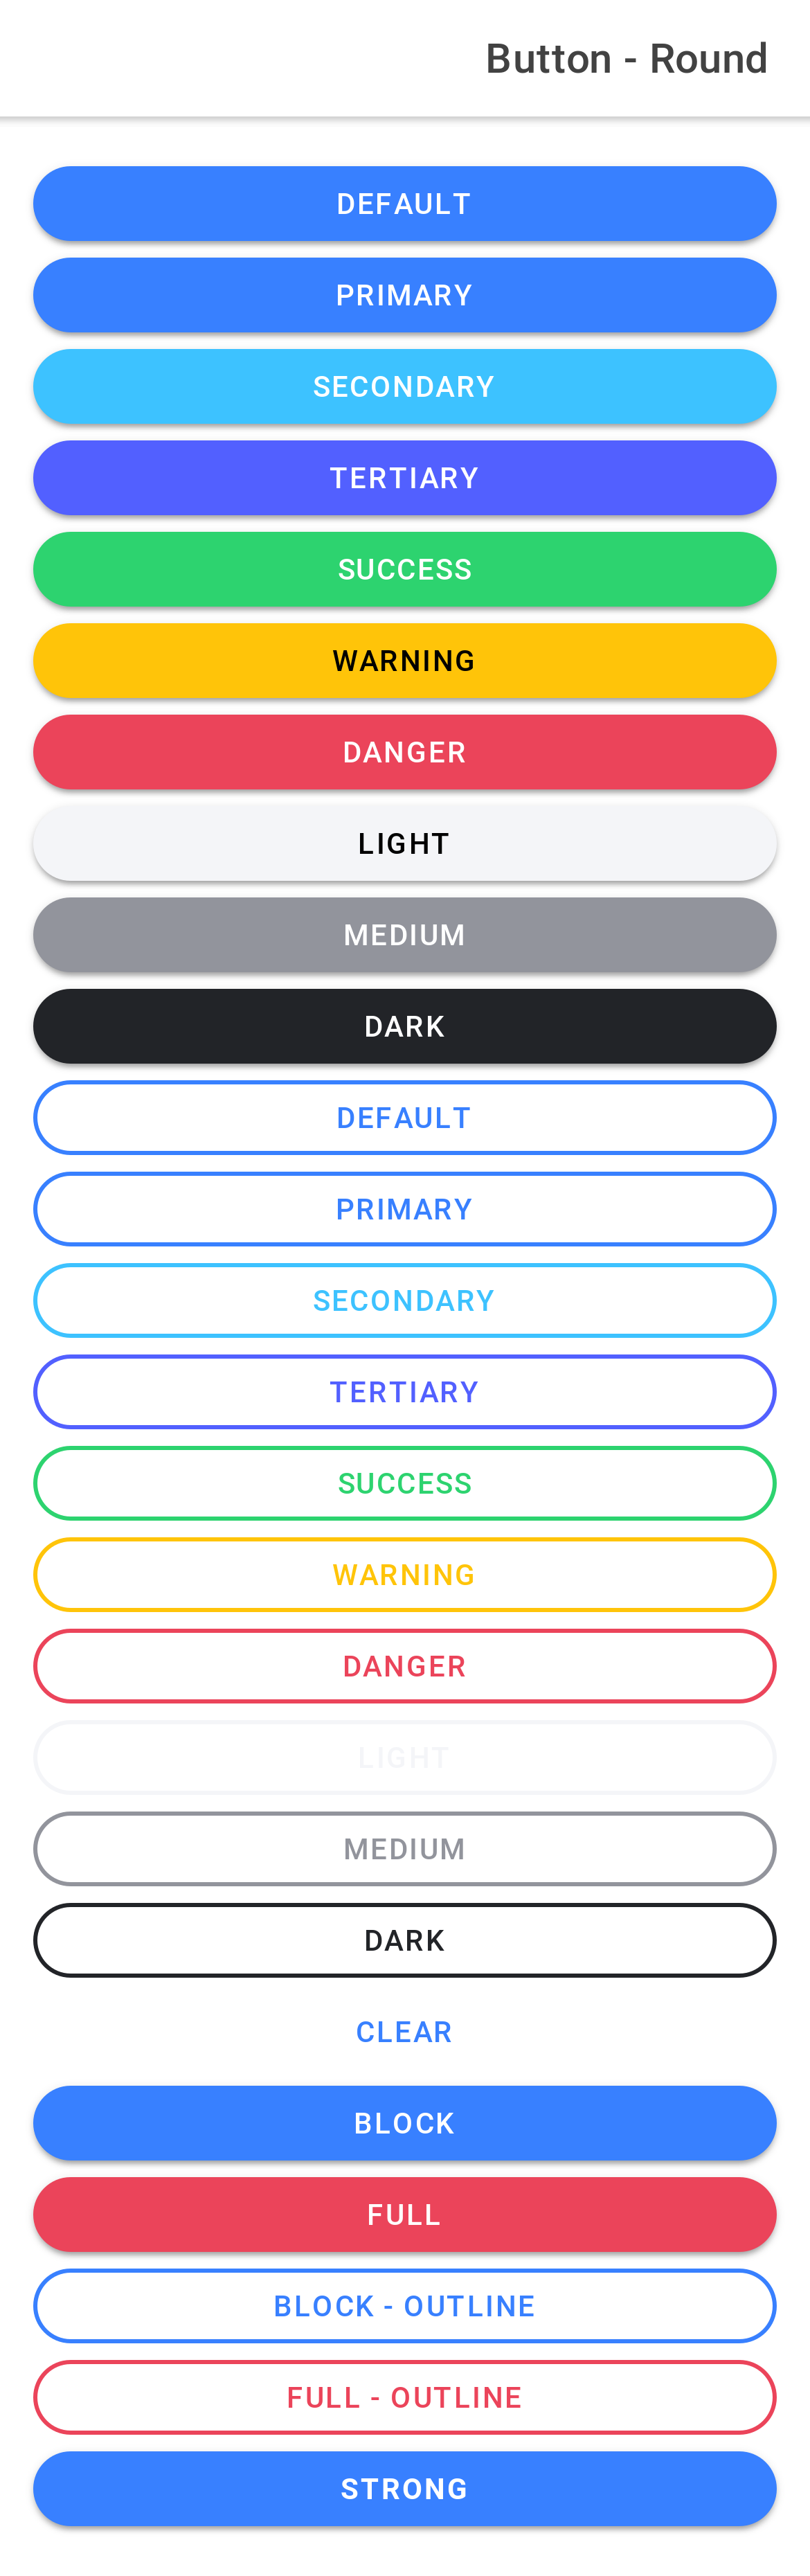 Button - Round
DEFAULT
PRIMARY
SECONDARY
TERTIARY
SUCCESS
WARNING
DANGER
LIGHT
MEDIUM
DARK
DEFAULT
PRIMARY
SECONDARY
TERTIARY
SUCCESS
WARNING
DANGER
LIGHT
MEDIUM
DARK
CLEAR
BLOCK
FULL
BLOCK - OUTLINE
FULL - OUTLINE
STRONG